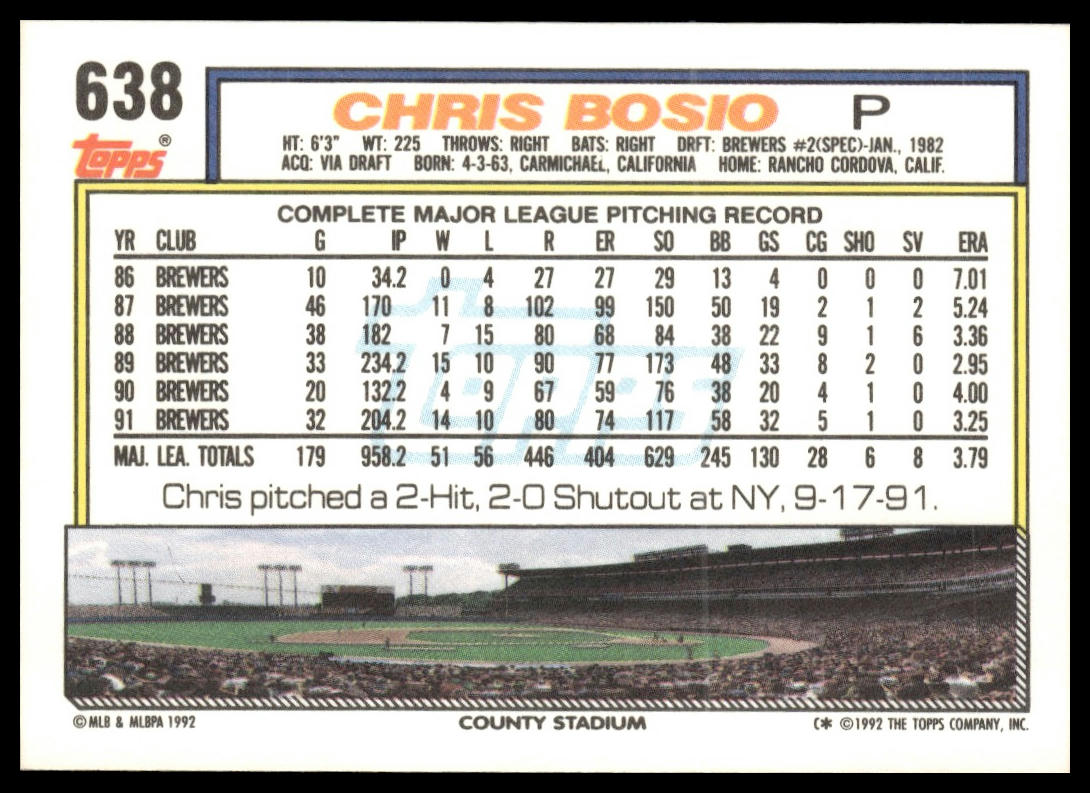 638
Topps®
CHRIS BOSIO P
HT: 6'3" WT: 225 THROWS: RIGHT BATS: RIGHT DRFT: BREWERS #2(SPEC)-JAN., 1982
ACQ: VIA DRAFT BORN: 4-3-63, CARMICHAEL, CALIFORNIA HOME: RANCHO CORDOVA, CALIF.
COMPLETE MAJOR LEAGUE PITCHING RECORD
YR CLUB G IP W L R ER SO BB GS CG SHO SV ERA
86 BREWERS 10 34.2 0 4 27 27 29 13 4 0 0 0 7.01
87 BREWERS 46 170 11 8 102 99 150 50 19 2 1 2 5.24
88 BREWERS 38 182 7 15 80 68 84 38 22 9 1 6 3.36
89 BREWERS 33 234.2 15 10 90 77 173 48 33 8 2 0 2.95
90 BREWERS 20 132.2 4 9 67 59 76 38 20 4 1 0 4.00
91 BREWERS 32 204.2 14 10 80 74 117 58 32 5 1 0 3.25
Topps
MAJ. LEA. TOTALS 179 958.2 51 56 446 404 629 245 130 28 6 8 3.79
Chris pitched a 2-Hit, 2-0 Shutout at NY, 9-17-91.
©MLB & MLBPA 1992 COUNTY STADIUM C* ©1992 THE TOPPS COMPANY, INC.